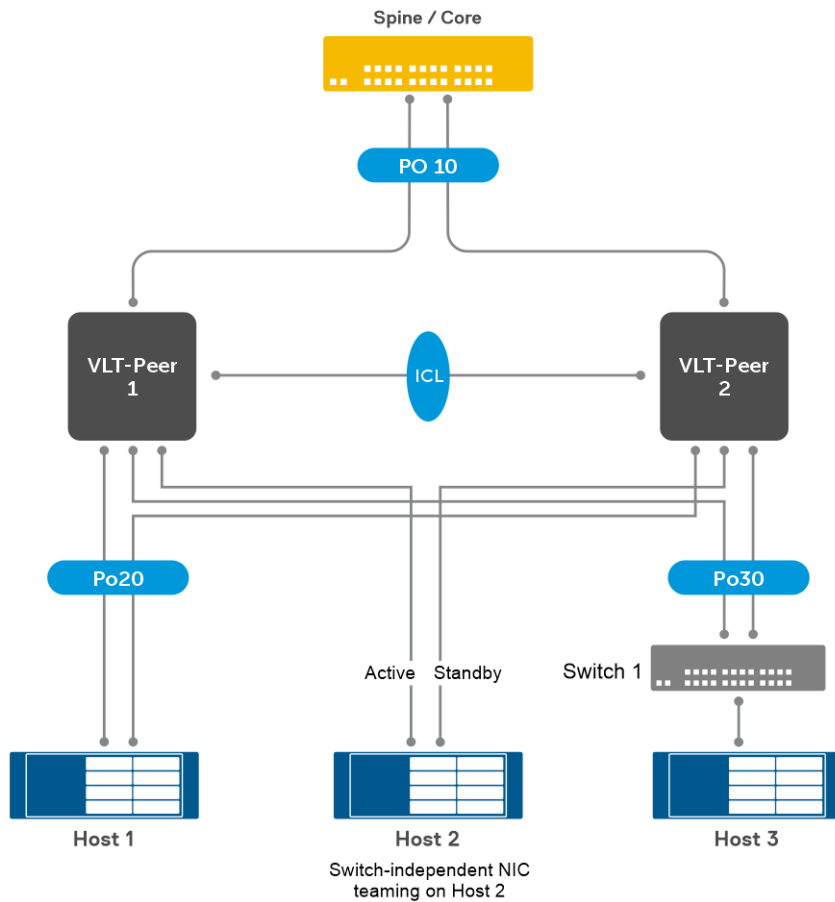 Spine / Core
PO 10
VLT-Peer
1
ICL
VLT-Peer
2
Po20
Po30
Active
Standby
Switch 1
Host 1
Host 2
Host 3
Switch-independent NIC
teaming on Host 2